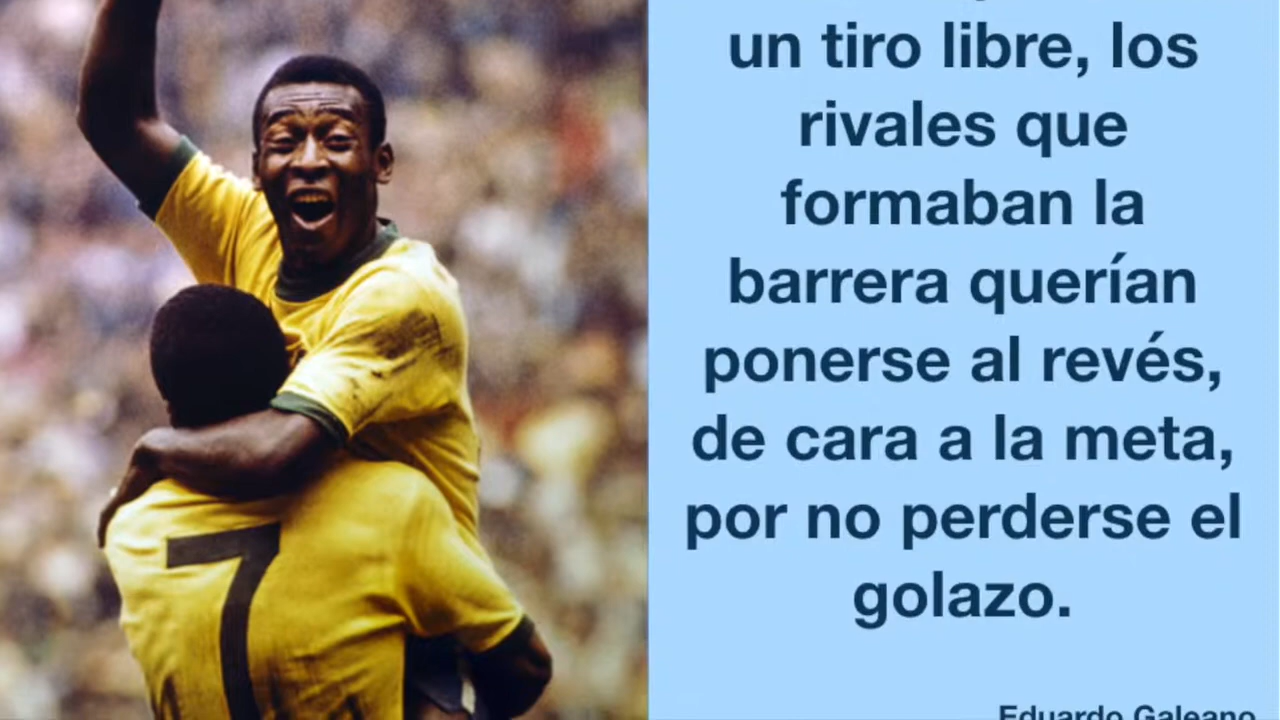 un tiro libre, los
rivales que
formaban la
barrera querían
ponerse al revés,
de cara a la meta,
por no perderse el
golazo.
Eduardo Galeano
7